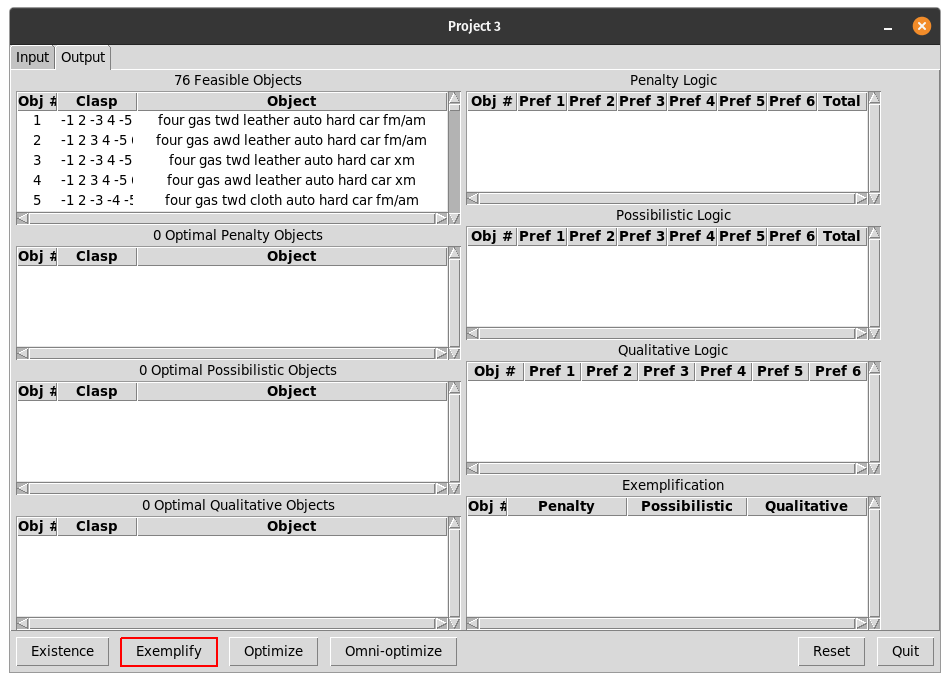 Project 3
Input Output
76 Feasible Objects
Obj # Clasp Object
1 -1 2 -3 4 -5 four gas twd leather auto hard car fm/am
2 -1 2 3 4 -5 four gas awd leather auto hard car fm/am
3 -1 2 -3 4 -5 four gas twd leather auto hard car xm
4 -1 2 3 4 -5 four gas awd leather auto hard car xm
5 -1 2 -3 -4 -5 four gas twd cloth auto hard car fm/am
0 Optimal Penalty Objects
Obj # Clasp Object
0 Optimal Possibilistic Objects
Obj # Clasp Object
0 Optimal Qualitative Objects
Obj # Clasp Object
Penalty Logic
Obj # Pref 1 Pref 2 Pref 3 Pref 4 Pref 5 Pref 6 Total
Possibilistic Logic
Obj # Pref 1 Pref 2 Pref 3 Pref 4 Pref 5 Pref 6 Total
Qualitative Logic
Obj # Pref 1 Pref 2 Pref 3 Pref 4 Pref 5 Pref 6
Exemplification
Obj # Penalty Possibilistic Qualitative
Existence Exemplify Optimize Omni-optimize Reset Quit